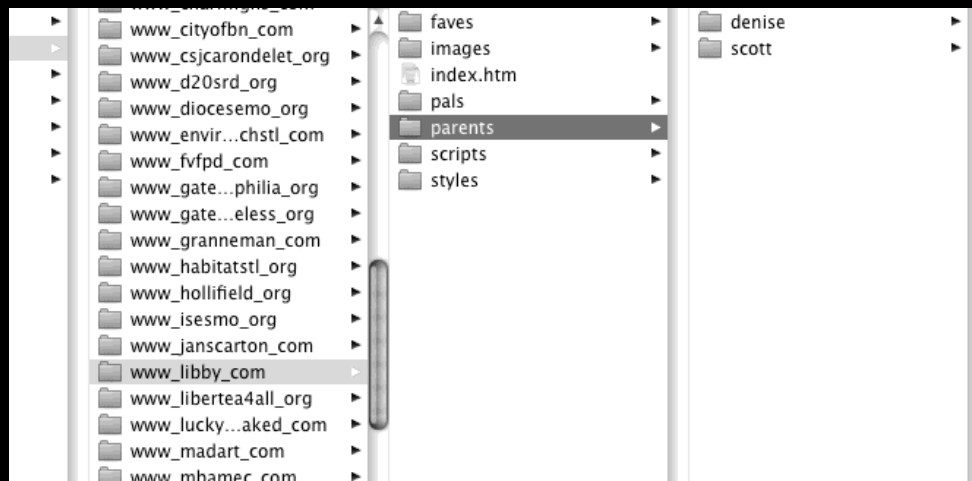 www_cityofbn_com
www_csjcarondelet_org
www_d20srd_org
www_diocesemo_org
www_envir...chstl_com
www_fvfpd_com
www_gate...philia_org
www_gate...eless_org
www_granneman_com
www_habitatstl_org
www_hollifield_org
www_isesmo_org
www_janscarton_com
www_libby_com
www_libertea4all_org
www_lucky...aked_com
www_madart_com
www_mbamec_com
faves
images
index.htm
pals
parents
scripts
styles
denise
scott